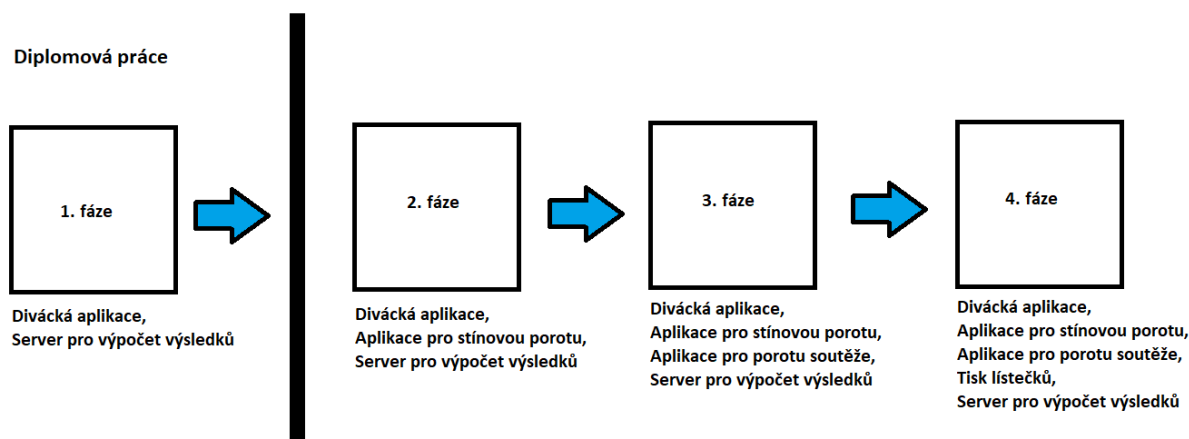 Diplomová práce
1. fáze
Divácká aplikace,
Server pro výpočet výsledků
2. fáze
Divácká aplikace,
Aplikace pro stínovou porotu,
Server pro výpočet výsledků
3. fáze
Divácká aplikace,
Aplikace pro stínovou porotu,
Aplikace pro porotu soutěže,
Server pro výpočet výsledků
4. fáze
Divácká aplikace,
Aplikace pro stínovou porotu,
Aplikace pro porotu soutěže,
Tisk lístečků,
Server pro výpočet výsledků